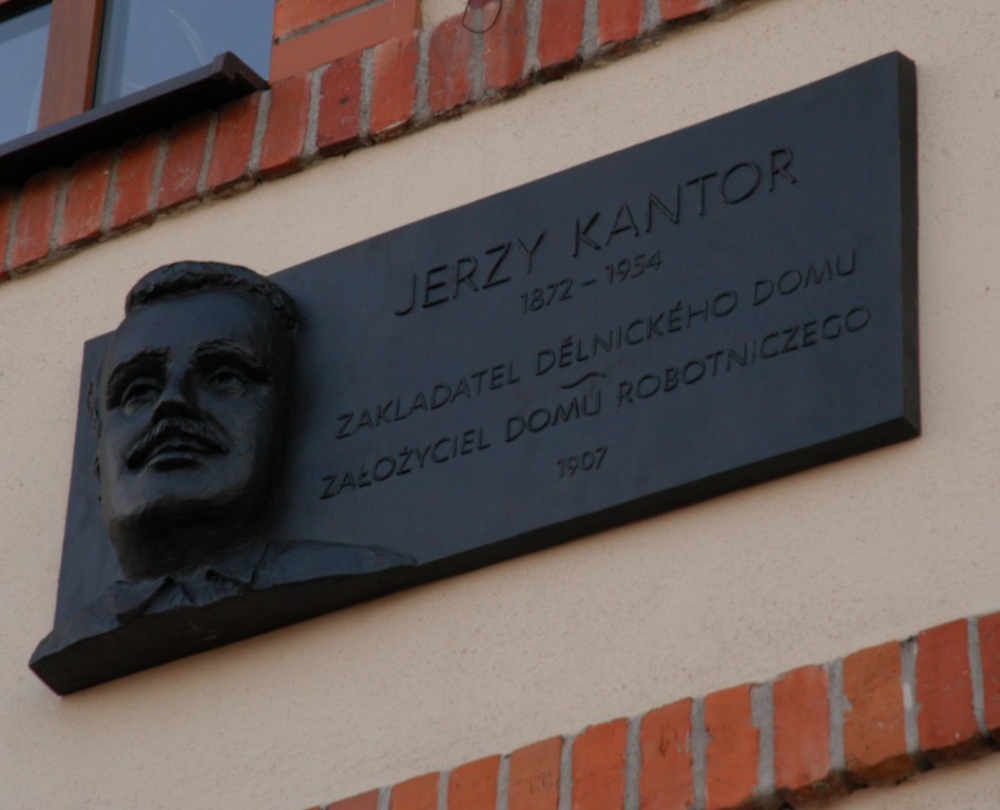 JERZY KANTOR
1872 – 1954
ZAKLADATEL DĚLNICKÉHO DOMU
ZAŁOŻYCIEL DOMU ROBOTNICZEGO
1907